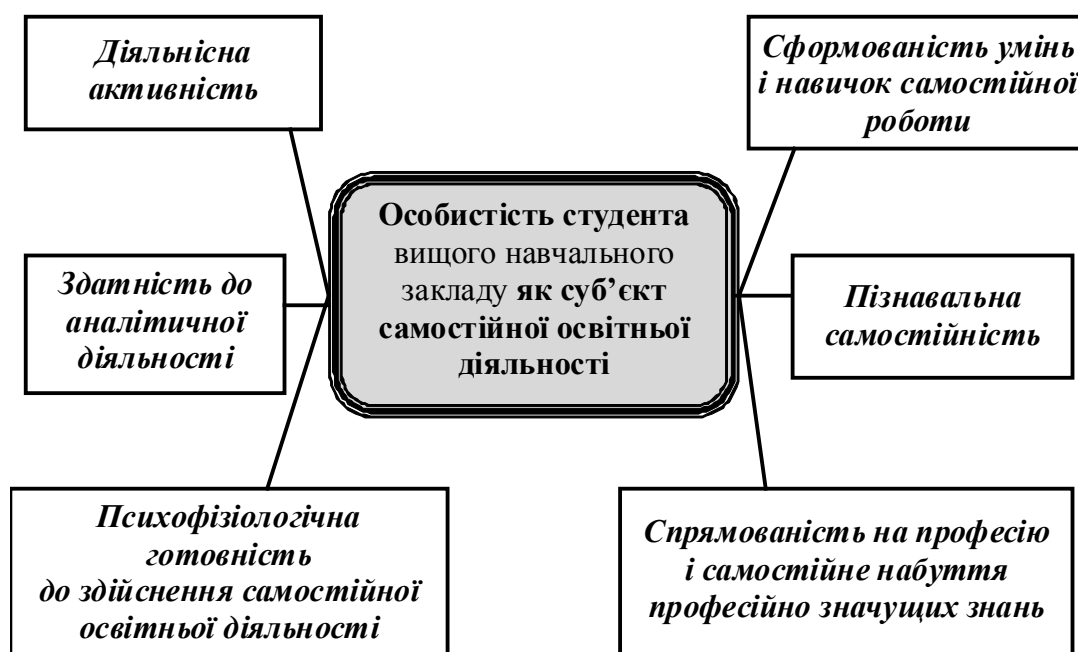 Діяльнісна
активність
Сформованість умінь
і навичок самостійної
роботи
Особистість студента
вищого навчального
закладу як суб’єкт
самостійної освітньої
діяльності
Здатність до
аналітичної
діяльності
Пізнавальна
самостійність
Психофізіологічна
готовність
до здійснення самостійної
освітньої діяльності
Спрямованість на професію
і самостійне набуття
професійно значущих знань